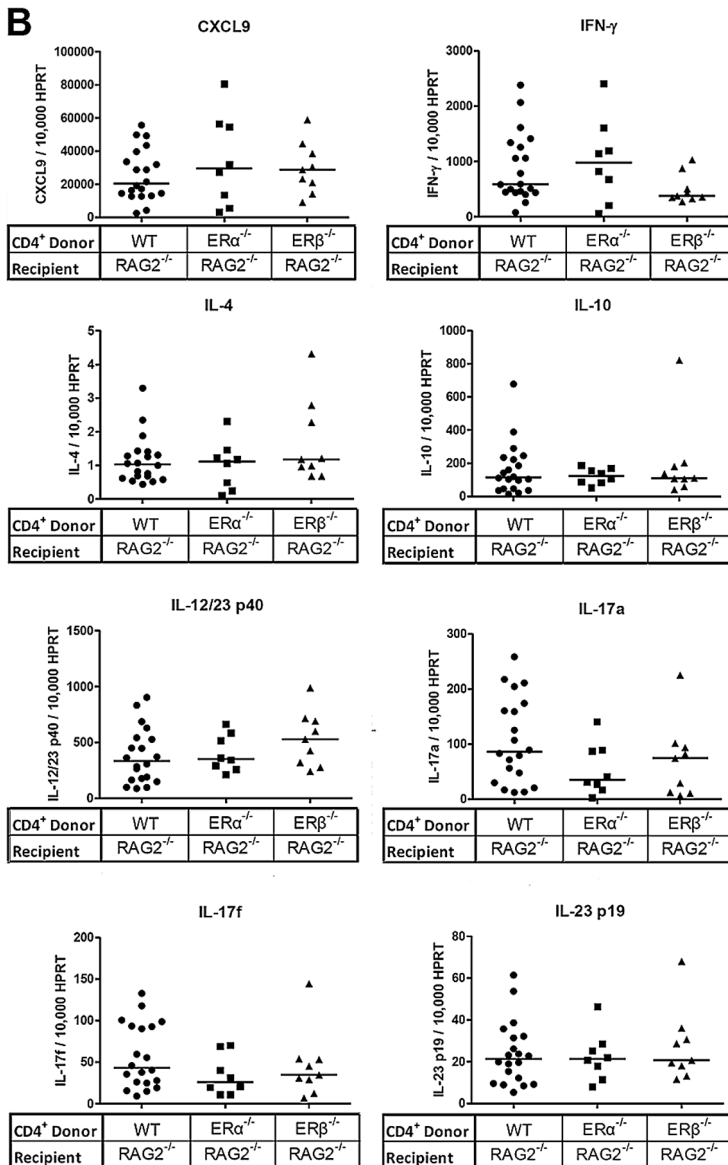 B
CXCL9
CXCL9 / 10,000 HPRT
100000
80000
60000
40000
20000
0
CD4⁺ Donor WT ERα⁻/⁻ ERβ⁻/⁻
Recipient RAG2⁻/⁻ RAG2⁻/⁻ RAG2⁻/⁻
IFN-γ
IFN-γ / 10,000 HPRT
3000
2000
1000
0
CD4⁺ Donor WT ERα⁻/⁻ ERβ⁻/⁻
Recipient RAG2⁻/⁻ RAG2⁻/⁻ RAG2⁻/⁻
IL-4
IL-4 / 10,000 HPRT
5
4
3
2
1
0
CD4⁺ Donor WT ERα⁻/⁻ ERβ⁻/⁻
Recipient RAG2⁻/⁻ RAG2⁻/⁻ RAG2⁻/⁻
IL-10
IL-10 / 10,000 HPRT
1000
800
600
400
200
0
CD4⁺ Donor WT ERα⁻/⁻ ERβ⁻/⁻
Recipient RAG2⁻/⁻ RAG2⁻/⁻ RAG2⁻/⁻
IL-12/23 p40
IL-12/23 p40 / 10,000 HPRT
1500
1000
500
0
CD4⁺ Donor WT ERα⁻/⁻ ERβ⁻/⁻
Recipient RAG2⁻/⁻ RAG2⁻/⁻ RAG2⁻/⁻
IL-17a
IL-17a / 10,000 HPRT
300
200
100
0
CD4⁺ Donor WT ERα⁻/⁻ ERβ⁻/⁻
Recipient RAG2⁻/⁻ RAG2⁻/⁻ RAG2⁻/⁻
IL-17f
IL-17f / 10,000 HPRT
200
150
100
50
0
CD4⁺ Donor WT ERα⁻/⁻ ERβ⁻/⁻
Recipient RAG2⁻/⁻ RAG2⁻/⁻ RAG2⁻/⁻
IL-23 p19
IL-23 p19 / 10,000 HPRT
80
60
40
20
0
CD4⁺ Donor WT ERα⁻/⁻ ERβ⁻/⁻
Recipient RAG2⁻/⁻ RAG2⁻/⁻ RAG2⁻/⁻